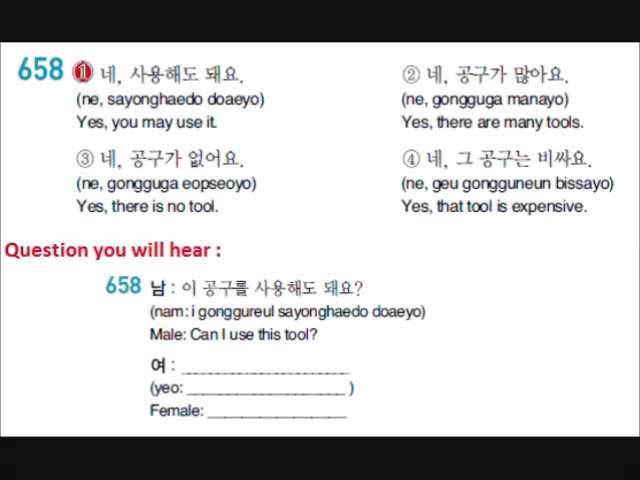 658 ① 네, 사용해도 돼요.
(ne, sayonghaedo doaeyo)
Yes, you may use it.
② 네, 공구가 많아요.
(ne, gongguga manayo)
Yes, there are many tools.
③ 네, 공구가 없어요.
(ne, gongguga eopseoyo)
Yes, there is no tool.
④ 네, 그 공구는 비싸요.
(ne, geu gongguneun bissayo)
Yes, that tool is expensive.
Question you will hear :
658 남 : 이 공구를 사용해도 돼요?
(nam: i gonggureul sayonghaedo doaeyo)
Male: Can I use this tool?
여 : ____________________
(yeo: ____________________ )
Female: ____________________